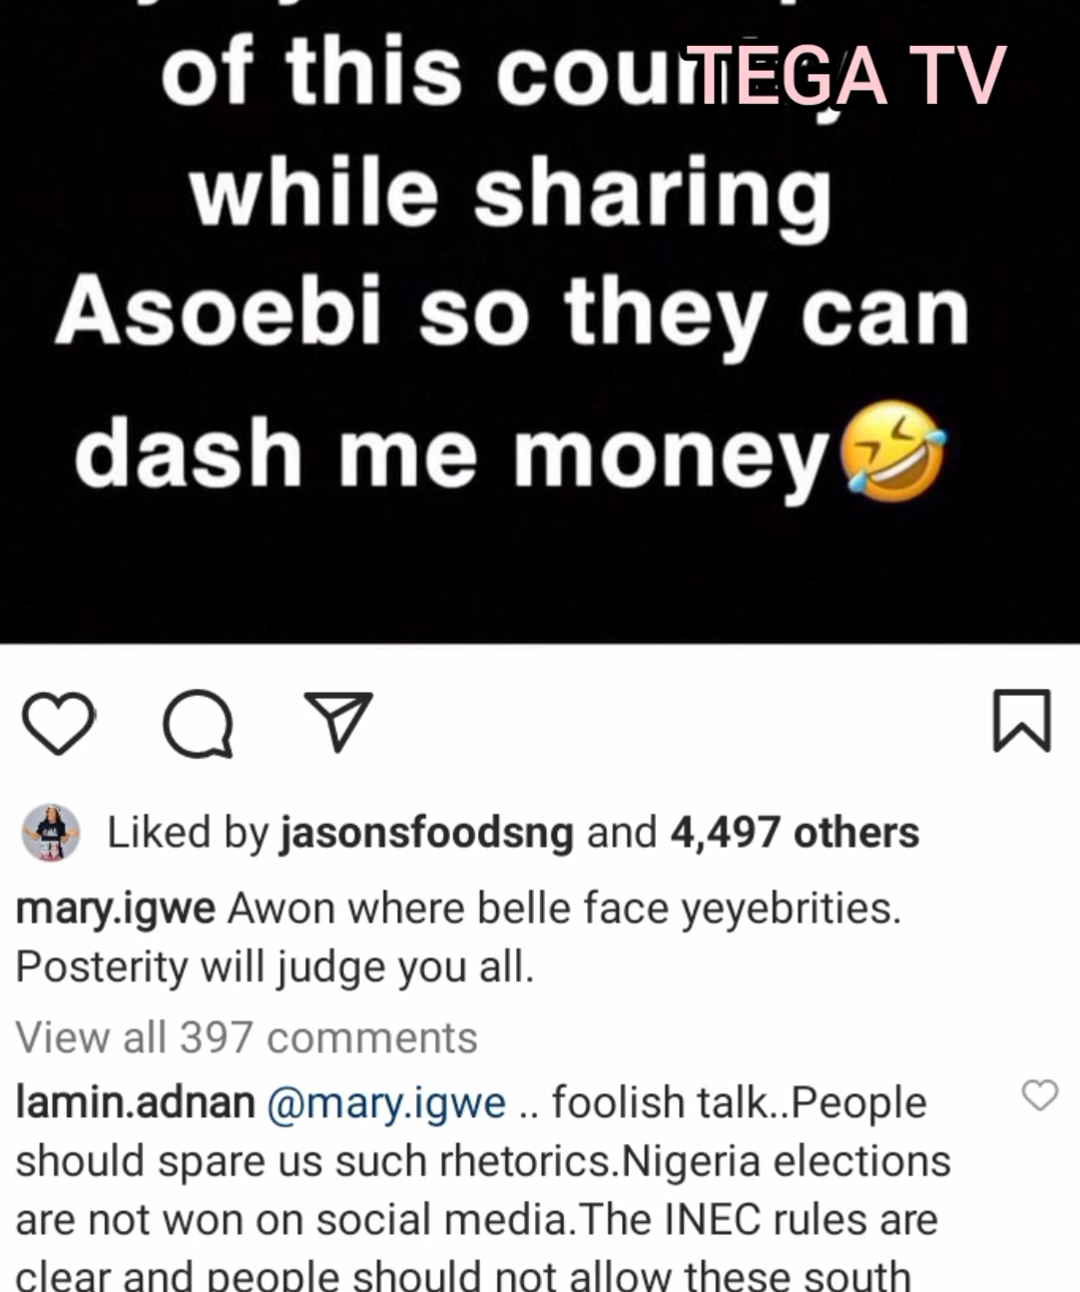 of this
TEGA TV
while sharing
Asoebi so they can
dash me money🤣
Liked by jasonsfoodsng and 4,497 others
mary.igwe Awon where belle face yeyebrities.
Posterity will judge you all.
View all 397 comments
lamin.adnan @mary.igwe .. foolish talk..People
should spare us such rhetorics.Nigeria elections
are not won on social media.The INEC rules are
clear and people should not allow these south